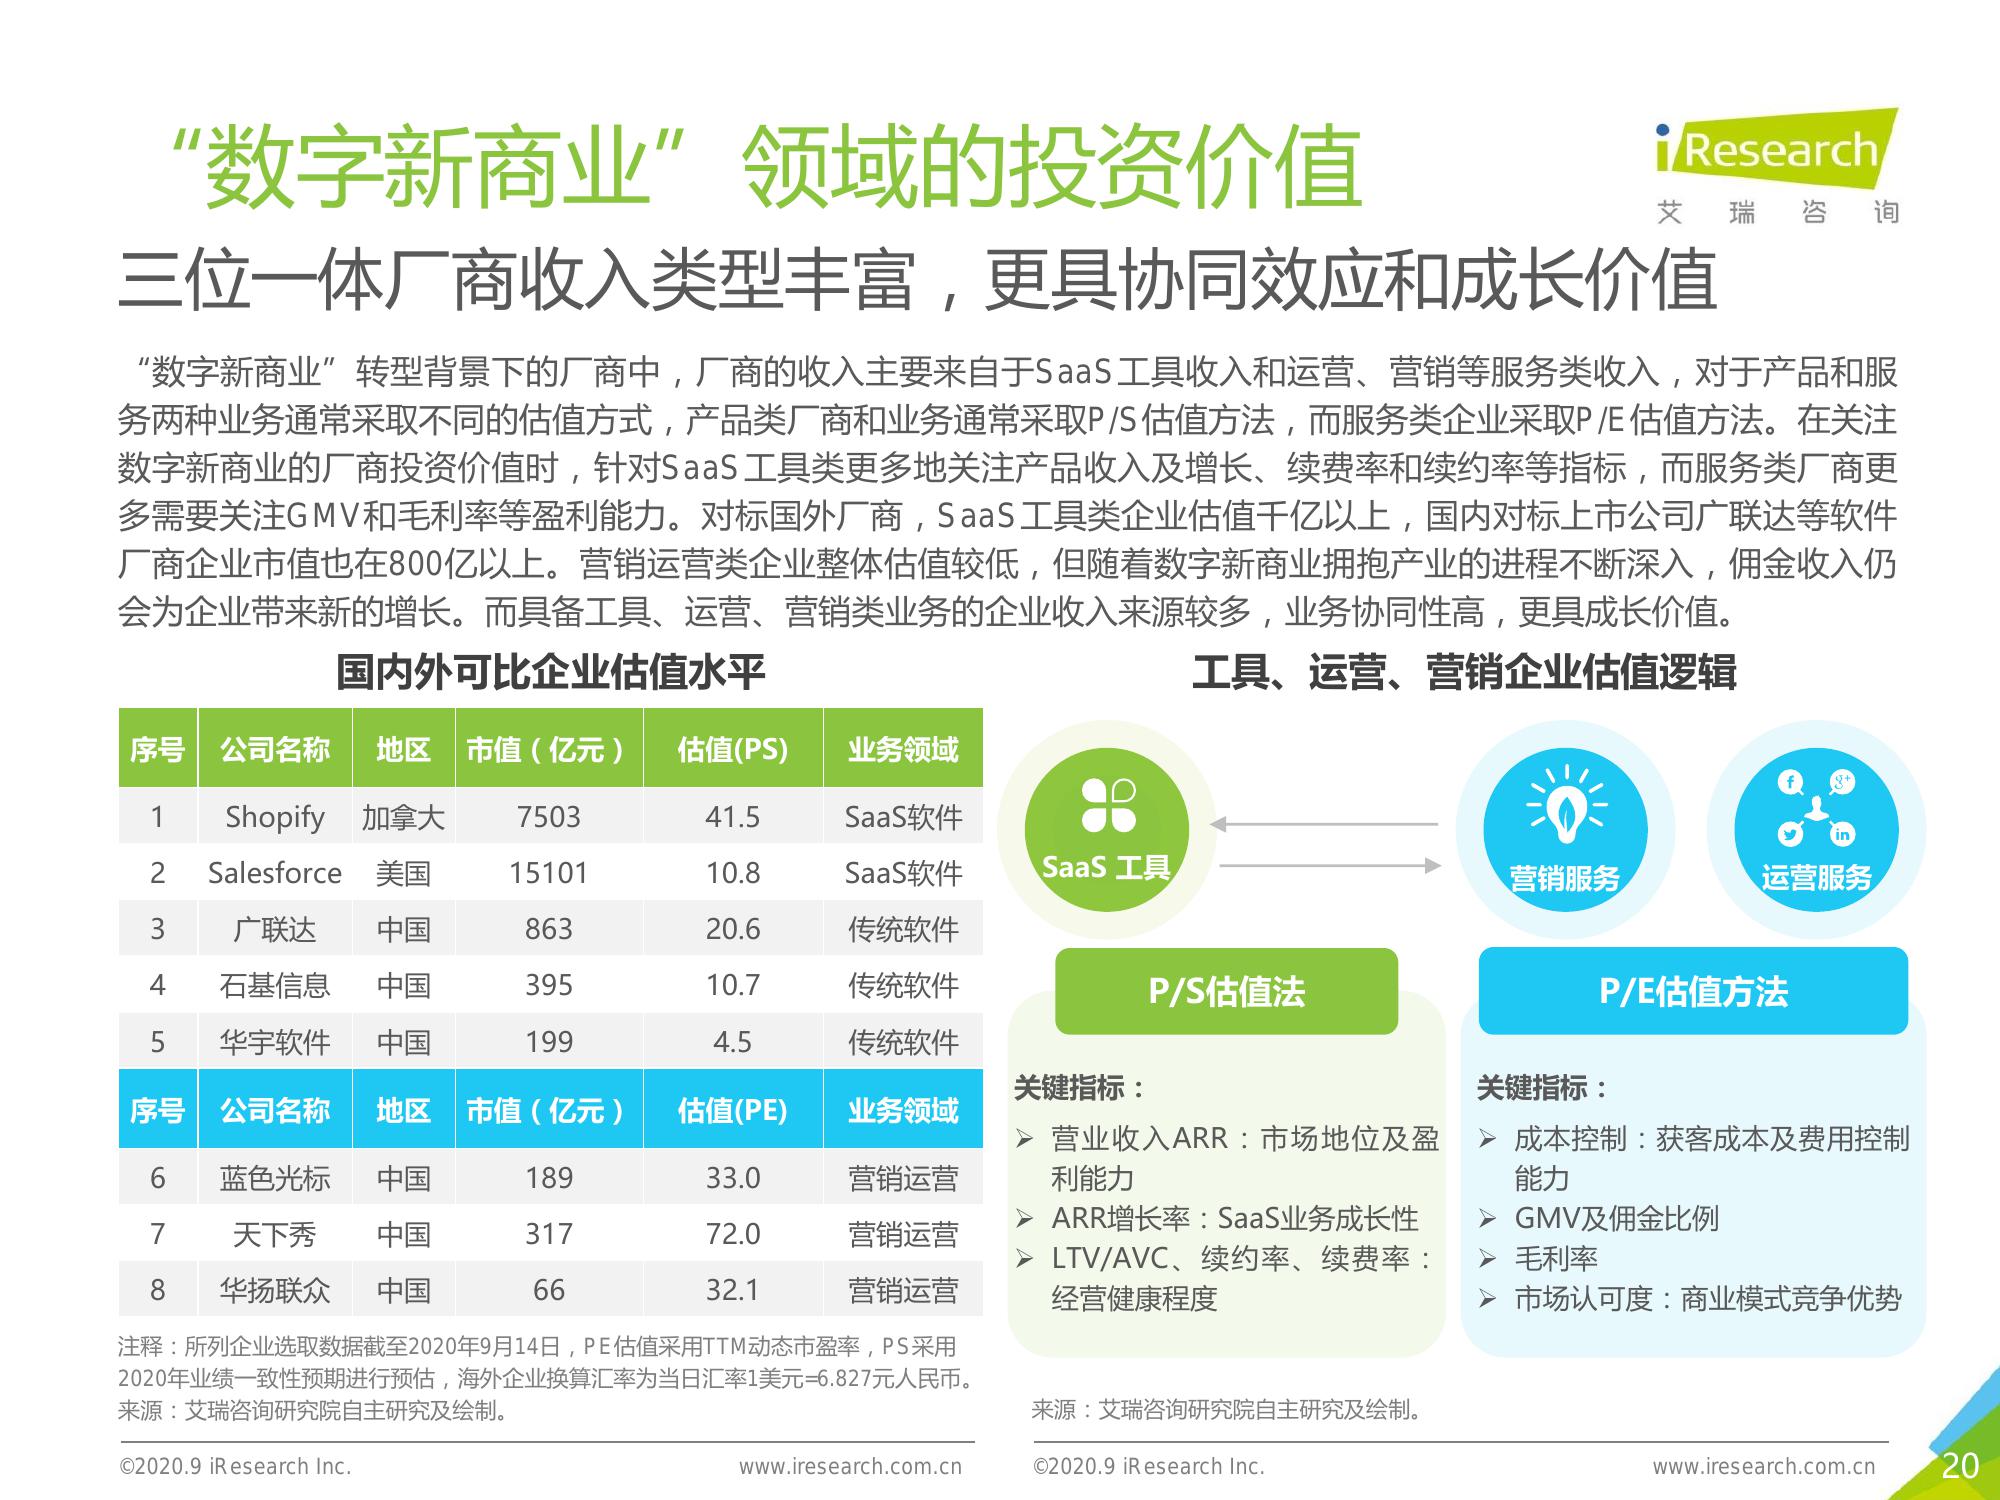 “数字新商业”领域的投资价值
iResearch
艾瑞咨询
三位一体厂商收入类型丰富，更具协同效应和成长价值
“数字新商业”转型背景下的厂商中，厂商的收入主要来自于SaaS工具收入和运营、营销等服务类收入，对于产品和服
务两种业务通常采取不同的估值方式，产品类厂商和业务通常采取P/S估值方法，而服务类企业采取P/E估值方法。在关注
数字新商业的厂商投资价值时，针对SaaS工具类更多地关注产品收入及增长、续费率和续约率等指标，而服务类厂商更
多需要关注GMV和毛利率等盈利能力。对标国外厂商，SaaS工具类企业估值千亿以上，国内对标上市公司广联达等软件
厂商企业市值也在800亿以上。营销运营类企业整体估值较低，但随着数字新商业拥抱产业的进程不断深入，佣金收入仍
会为企业带来新的增长。而具备工具、运营、营销类业务的企业收入来源较多，业务协同性高，更具成长价值。
国内外可比企业估值水平
序号 公司名称 地区 市值（亿元） 估值(PS) 业务领域
1 Shopify 加拿大 7503 41.5 SaaS软件
2 Salesforce 美国 15101 10.8 SaaS软件
3 广联达 中国 863 20.6 传统软件
4 石基信息 中国 395 10.7 传统软件
5 华宇软件 中国 199 4.5 传统软件
序号 公司名称 地区 市值（亿元） 估值(PE) 业务领域
6 蓝色光标 中国 189 33.0 营销运营
7 天下秀 中国 317 72.0 营销运营
8 华扬联众 中国 66 32.1 营销运营
注释：所列企业选取数据截至2020年9月14日，PE估值采用TTM动态市盈率，PS采用
2020年业绩一致性预期进行预估，海外企业换算汇率为当日汇率1美元=6.827元人民币。
来源：艾瑞咨询研究院自主研究及绘制。
工具、运营、营销企业估值逻辑
SaaS 工具
营销服务
f g+
in
运营服务
P/S估值法
关键指标：
营业收入ARR：市场地位及盈
利能力
ARR增长率：SaaS业务成长性
LTV/AVC、续约率、续费率：
经营健康程度
P/E估值方法
关键指标：
成本控制：获客成本及费用控制
能力
GMV及佣金比例
毛利率
市场认可度：商业模式竞争优势
来源：艾瑞咨询研究院自主研究及绘制。
©2020.9 iResearch Inc. www.iresearch.com.cn
©2020.9 iResearch Inc. www.iresearch.com.cn
20